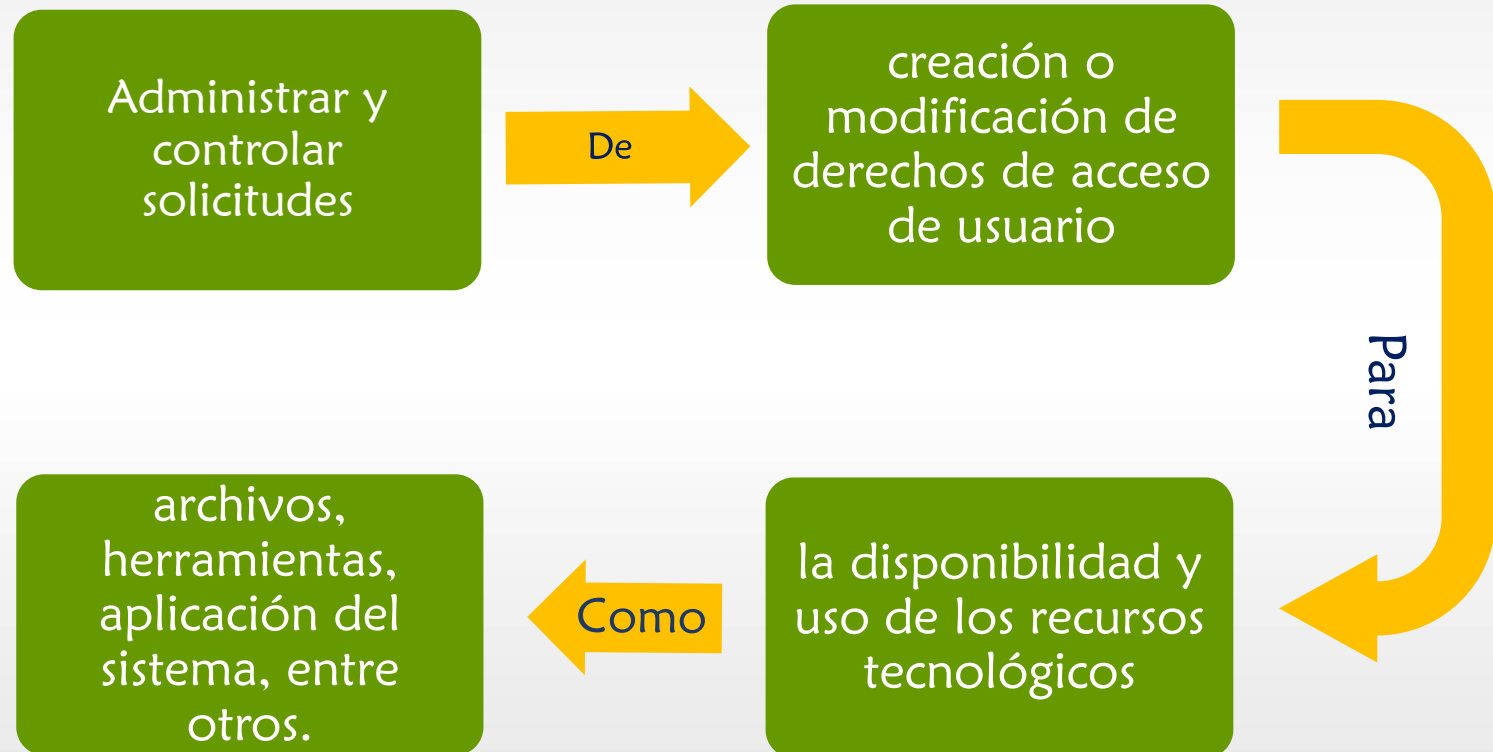 Administrar y
controlar
solicitudes
De
creación o
modificación de
derechos de acceso
de usuario
Para
la disponibilidad y
uso de los recursos
tecnológicos
Como
archivos,
herramientas,
aplicación del
sistema, entre
otros.